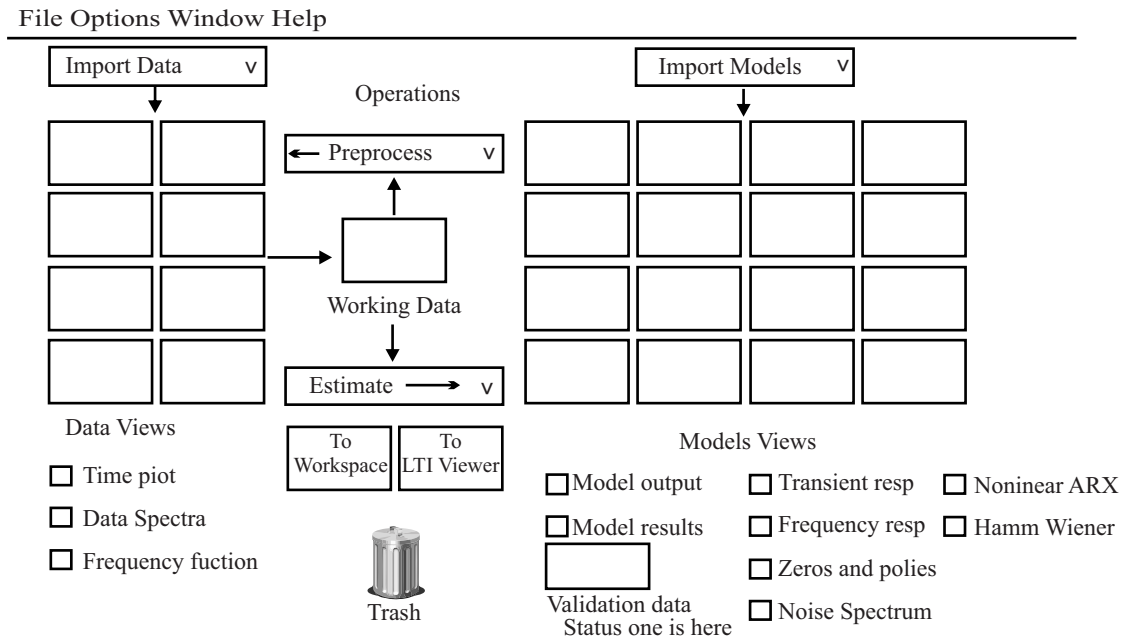 File Options Window Help
Import Data v
Operations
Import Models v
Preprocess v
Working Data
Estimate v
Data Views
Time piot
Data Spectra
Frequency fuction
To
Workspace
To
LTI Viewer
Trash
Models Views
Model output
Model results
Transient resp
Frequency resp
Zeros and polies
Noise Spectrum
Noninear ARX
Hamm Wiener
Validation data
Status one is here